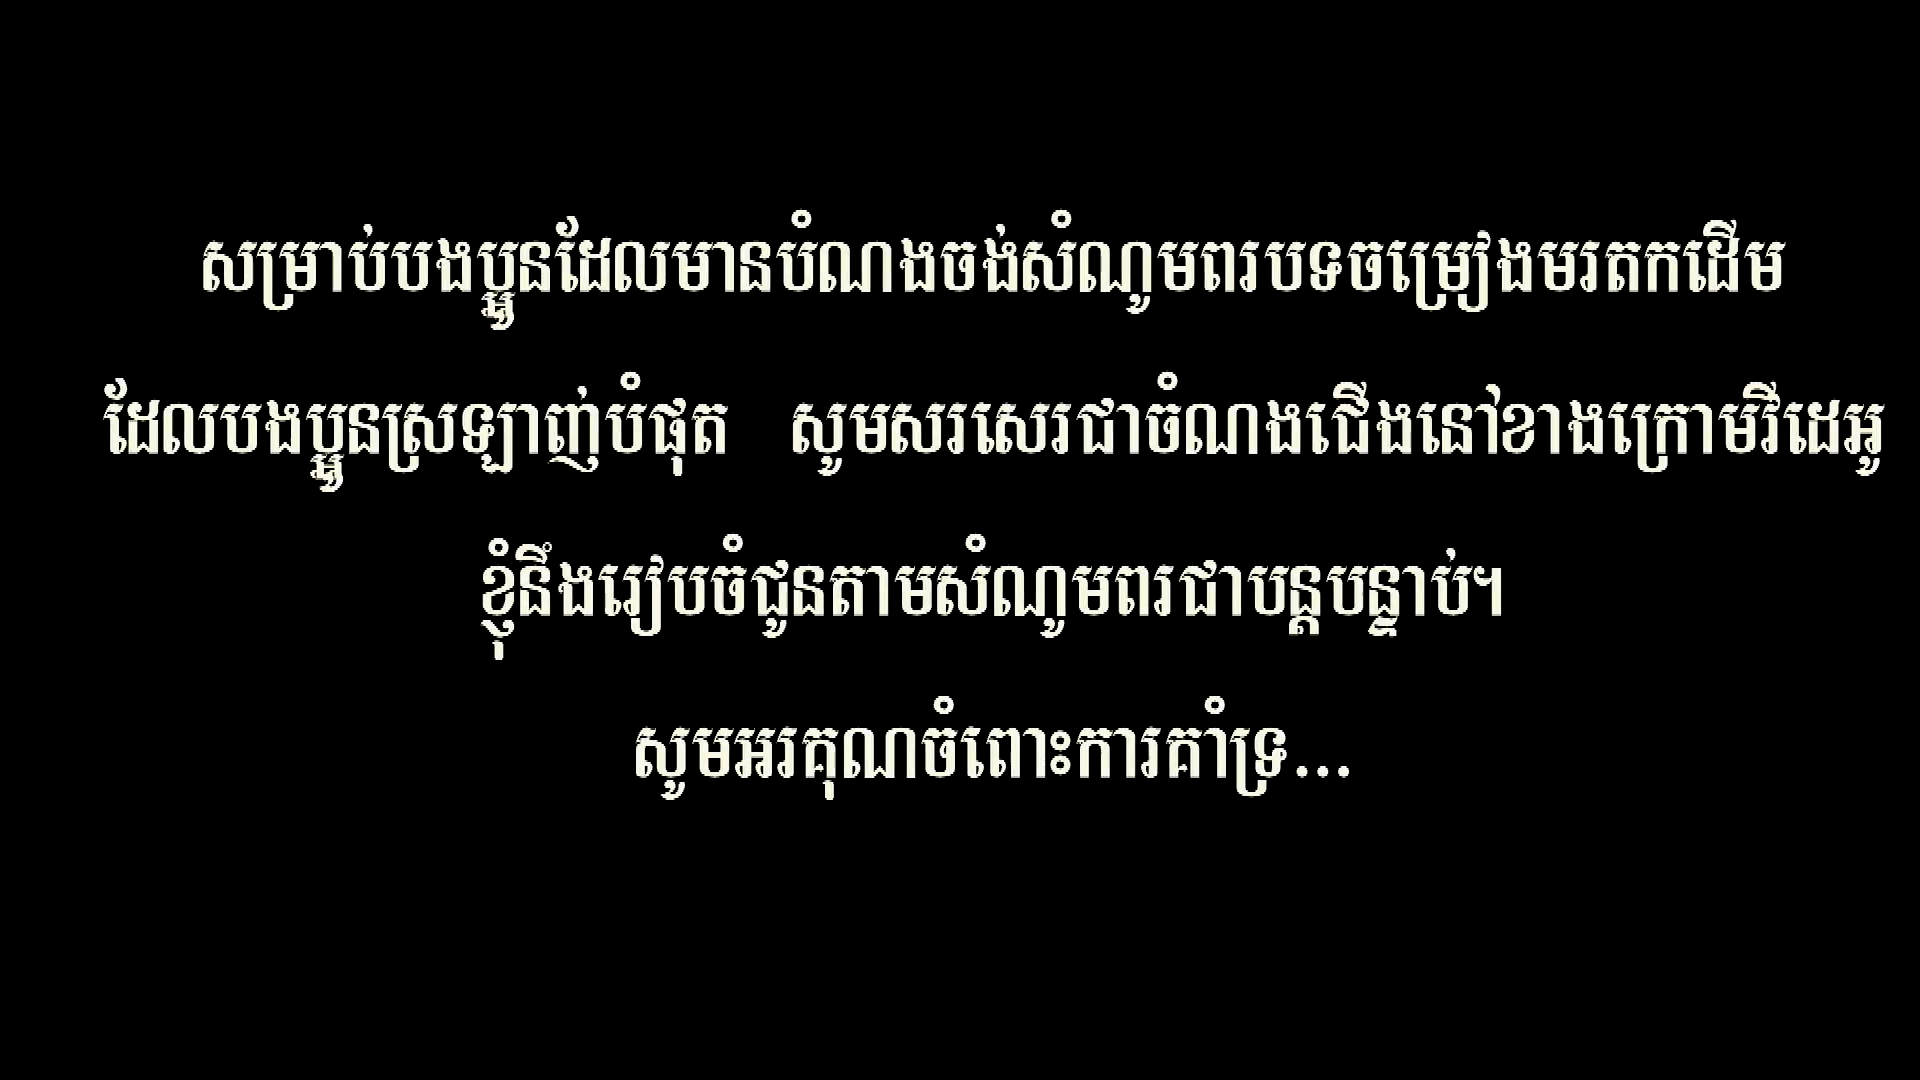 សម្រាប់បងប្អូនដែលមានបំណងចង់សំណូមពរបទចម្រៀងមរតកដើម
ដែលបងប្អូនស្រឡាញ់បំផុត សូមសរសេរជាចំណងជើងនៅខាងក្រោមវីដេអូ
ខ្ញុំនឹងរៀបចំជូនតាមសំណូមពរជាបន្តបន្ទាប់។
សូមអរគុណចំពោះការគាំទ្រ...